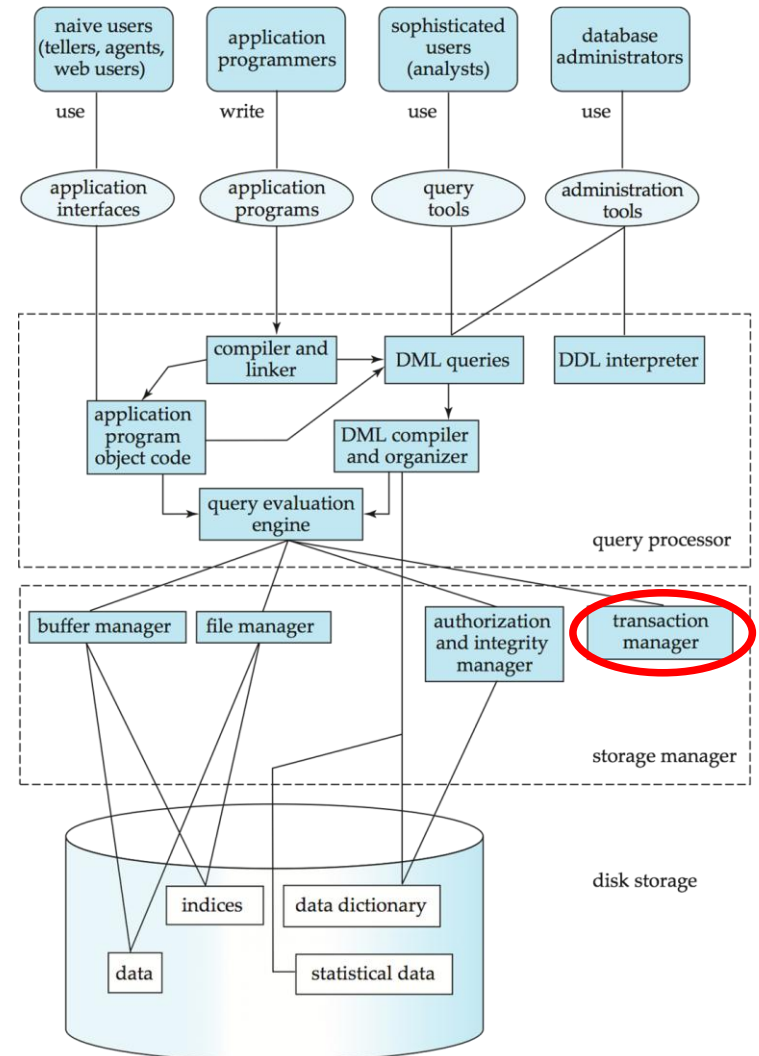 naive users
(tellers, agents,
web users)
application
programmers
sophisticated
users
(analysts)
database
administrators
use
write
use
use
application
interfaces
application
programs
query
tools
administration
tools
compiler and
linker
DML queries
DDL interpreter
application
program
object code
DML compiler
and organizer
query evaluation
engine
query processor
buffer manager
file manager
authorization
and integrity
manager
transaction
manager
storage manager
disk storage
indices
data dictionary
data
statistical data